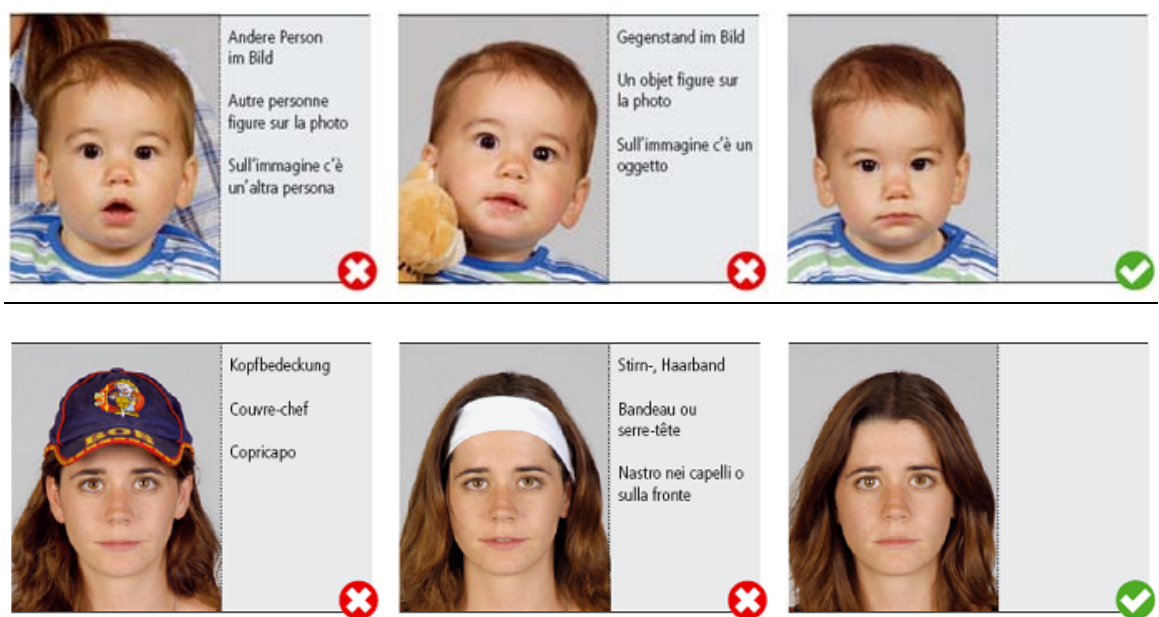 Andere Person
im Bild
Autre personne
figure sur la photo
Sull'immagine c'è
un'altra persona
Gegenstand im Bild
Un objet figure sur
la photo
Sull'immagine c'è un
oggetto
Kopfbedeckung
Couvre-chef
Copricapo
BOB
Stirn-, Haarband
Bandeau ou
serre-tête
Nastro nei capelli o
sulla fronte